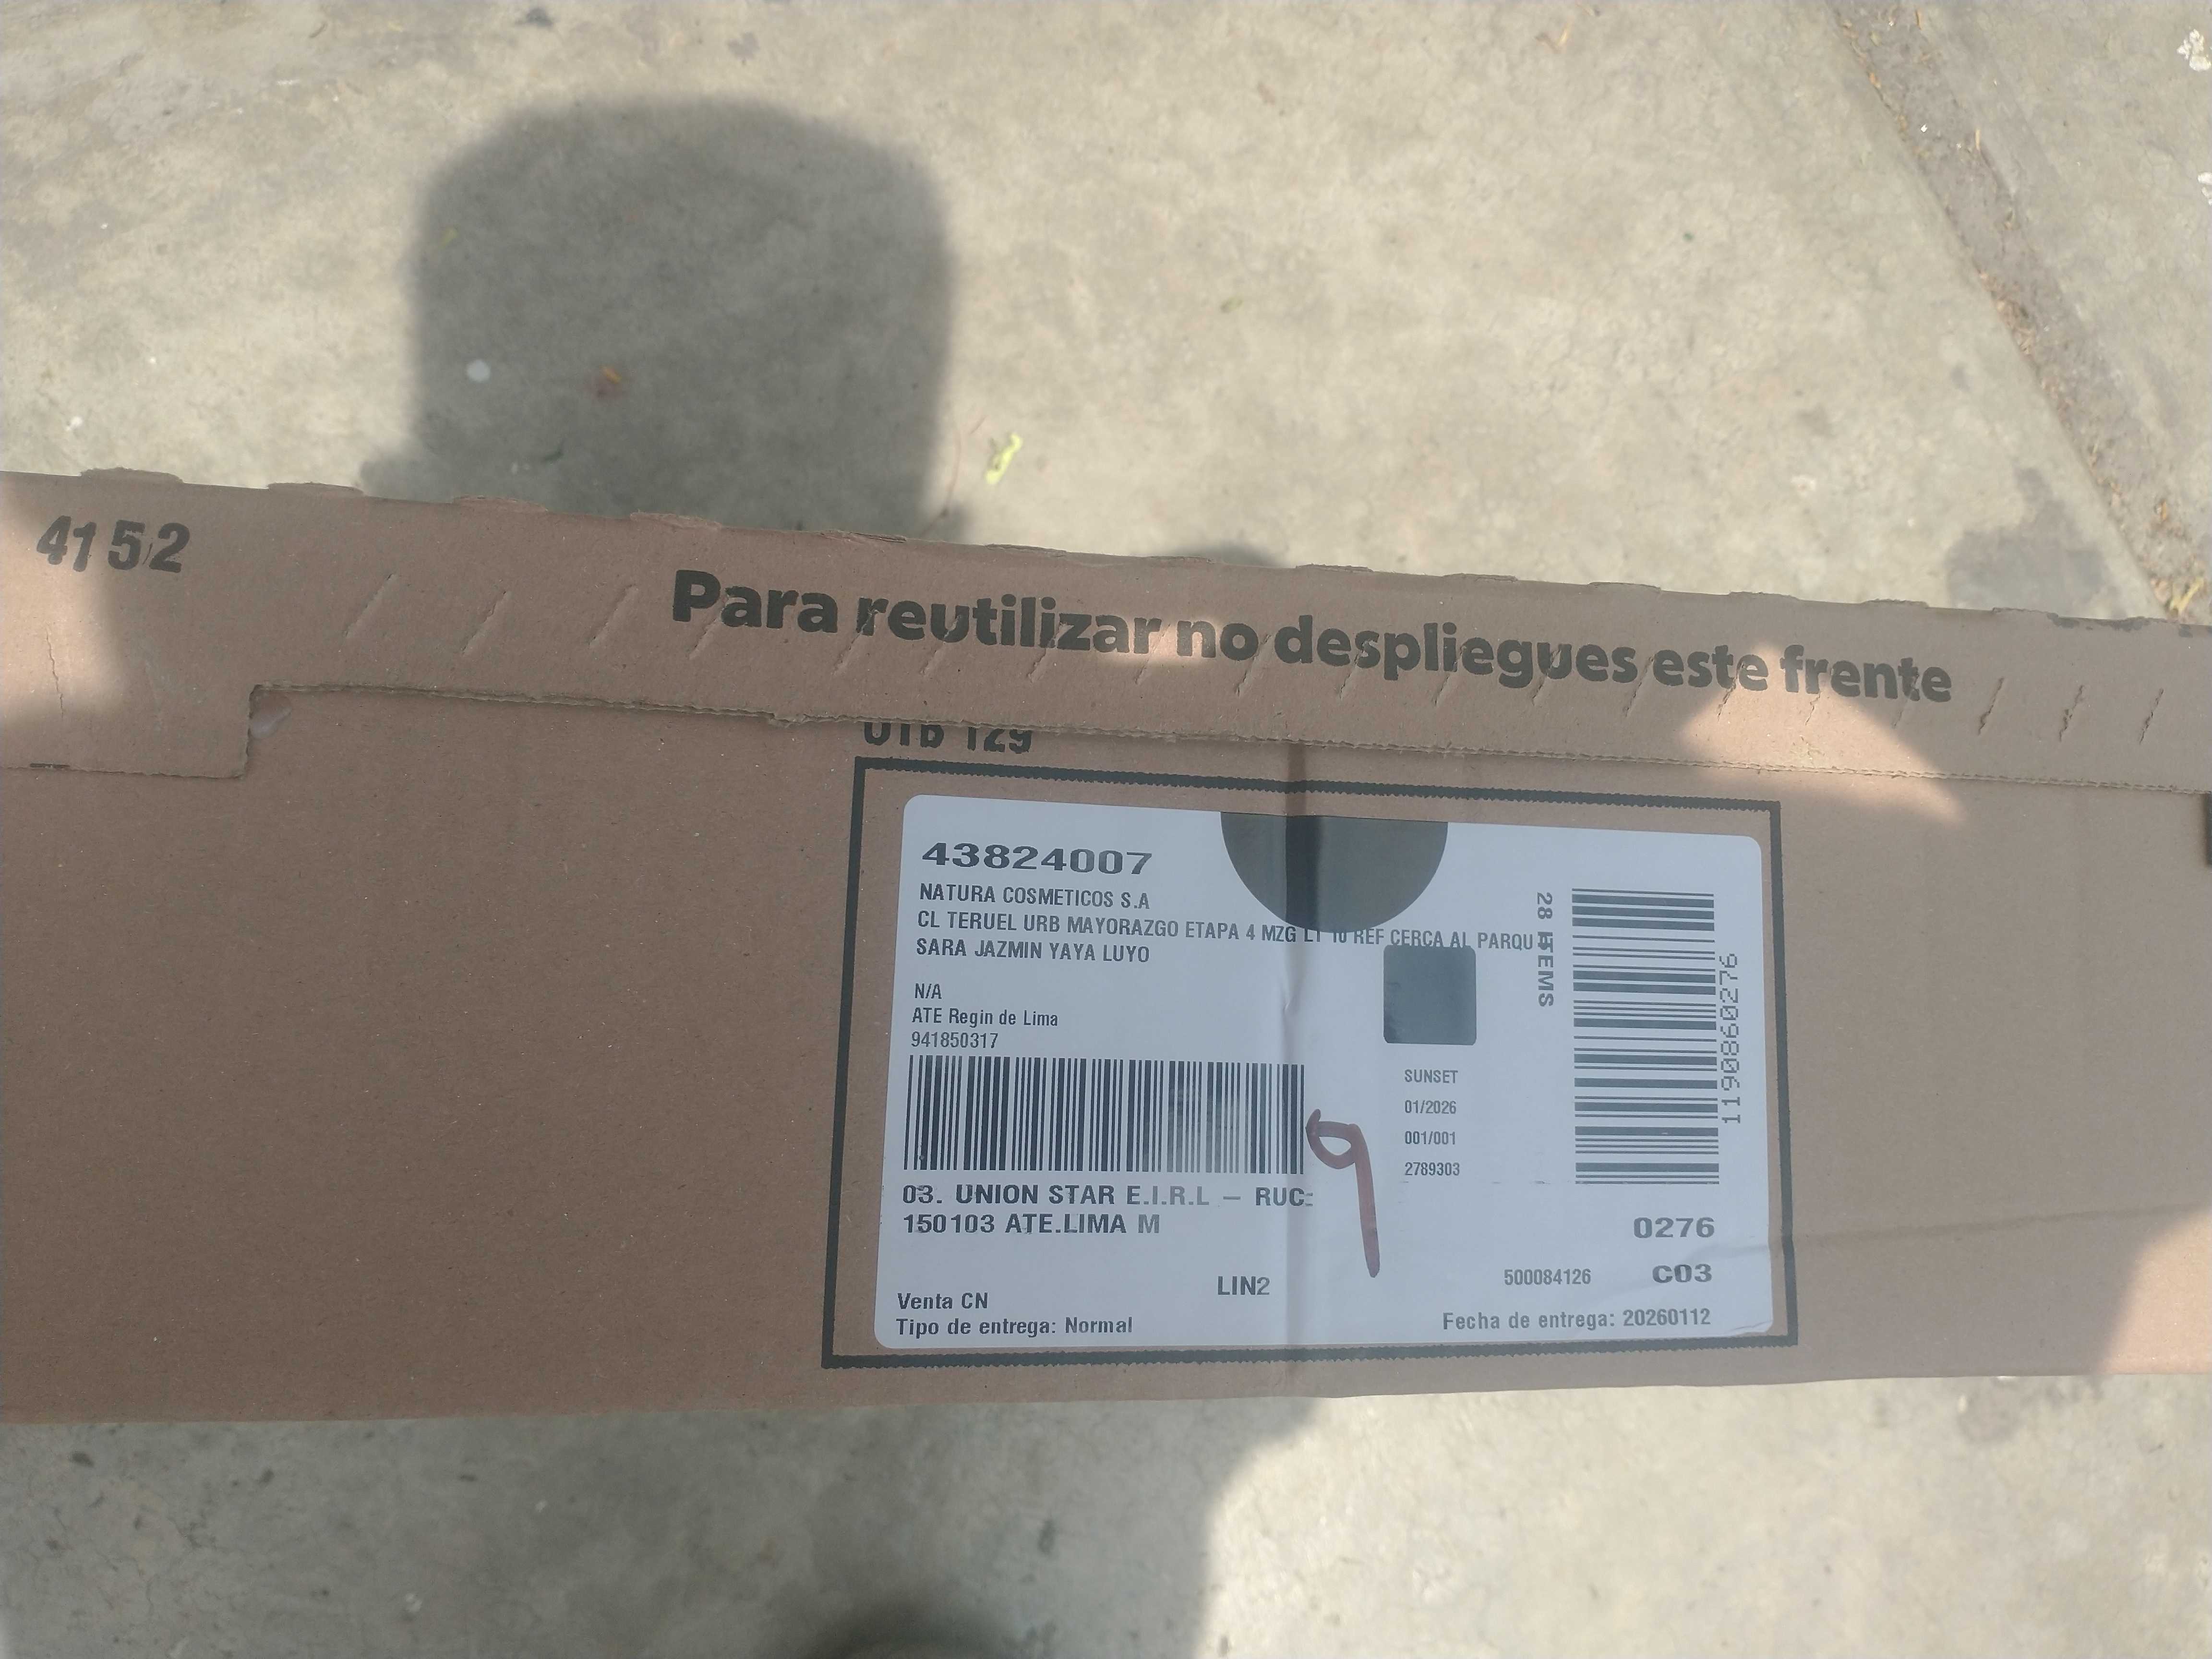 4152
Para reutilizar no despliegues este frente
129
43824007
NATURA COSMETICOS S.A
CL TERUEL URB MAYORAZGO ETAPA 4 MZG LT 10 REF CERCA AL PARQU
SARA JAZMIN YAYA LUYO
N/A
ATE Regin de Lima
941850317
03. UNION STAR E.I.R.L – RUC:
150103 ATE.LIMA M
LIN2
Venta CN
Tipo de entrega: Normal
28 ITEMS
1190860276
SUNSET
01/2026
001/001
2789303
9
0276
500084126
C03
Fecha de entrega: 20260112